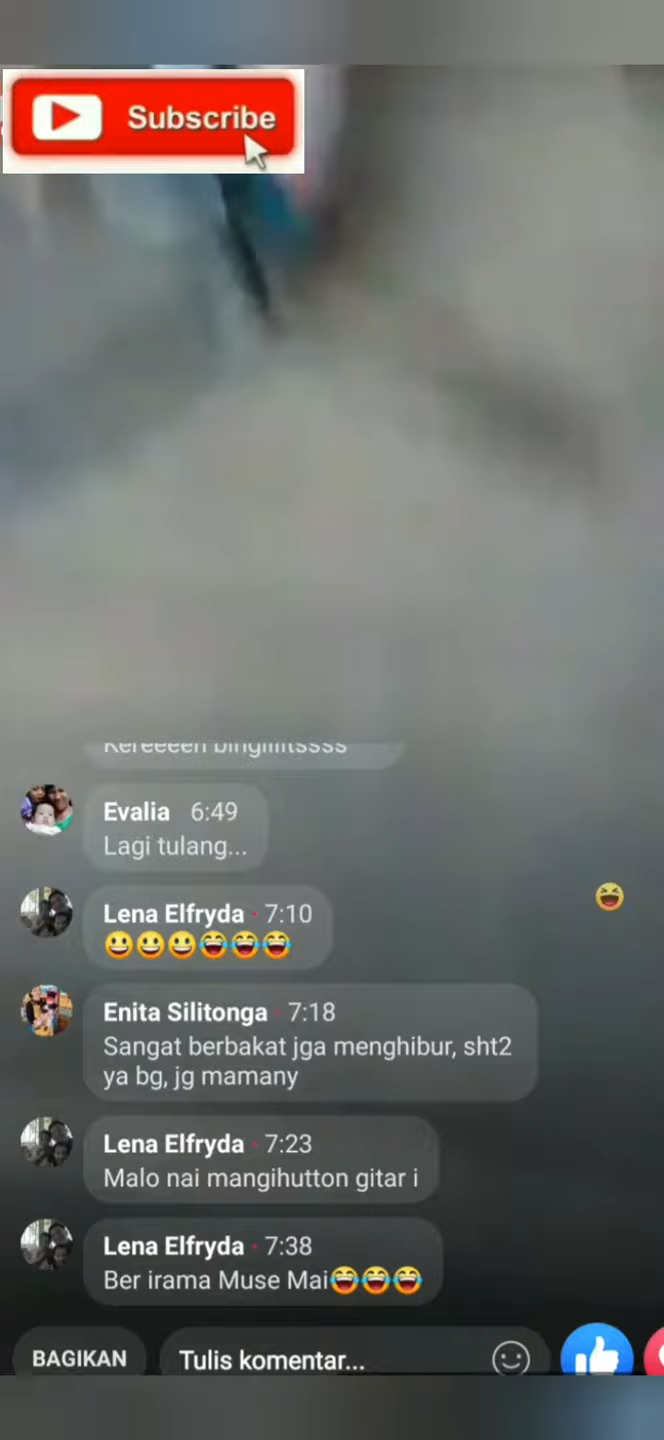 Subscribe
Kereeeen bingiiiitssss
Evalia 6:49
Lagi tulang...
Lena Elfryda · 7:10
😀😀😀😂😂😂
Enita Silitonga · 7:18
Sangat berbakat jga menghibur, sht2
ya bg, jg mamany
Lena Elfryda · 7:23
Malo nai mangihutton gitar i
Lena Elfryda · 7:38
Ber irama Muse Mai😂😂😂
BAGIKAN
Tulis komentar...